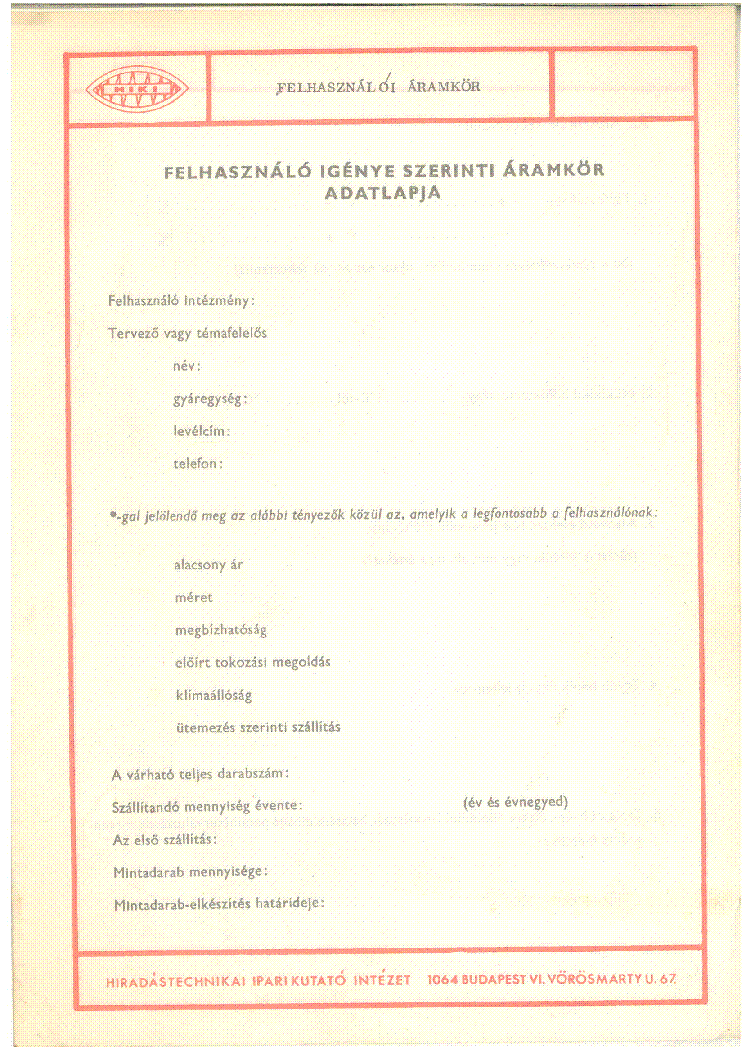 HIKI
FELHASZNÁLÓI ÁRAMKÖR
FELHASZNÁLÓ IGÉNYE SZERINTI ÁRAMKÖR
ADATLAPJA
Felhasználó intézmény:
Tervező vagy témafelelős
név:
gyáregység:
levélcím:
telefon:
*-gal jelölendő meg az alábbi tényezők közül az, amelyik a legfontosabb a felhasználónak:
alacsony ár
méret
megbízhatóság
előírt tokozási megoldás
klímaállóság
ütemezés szerinti szállítás
A várható teljes darabszám:
Szállítandó mennyiség évente: (év és évnegyed)
Az első szállítás:
Mintadarab mennyisége:
Mintadarab-elkészítés határideje:
HIRADÁSTECHNIKAI IPARI KUTATÓ INTÉZET 1064 BUDAPEST VI. VÖRÖSMARTY U. 67.